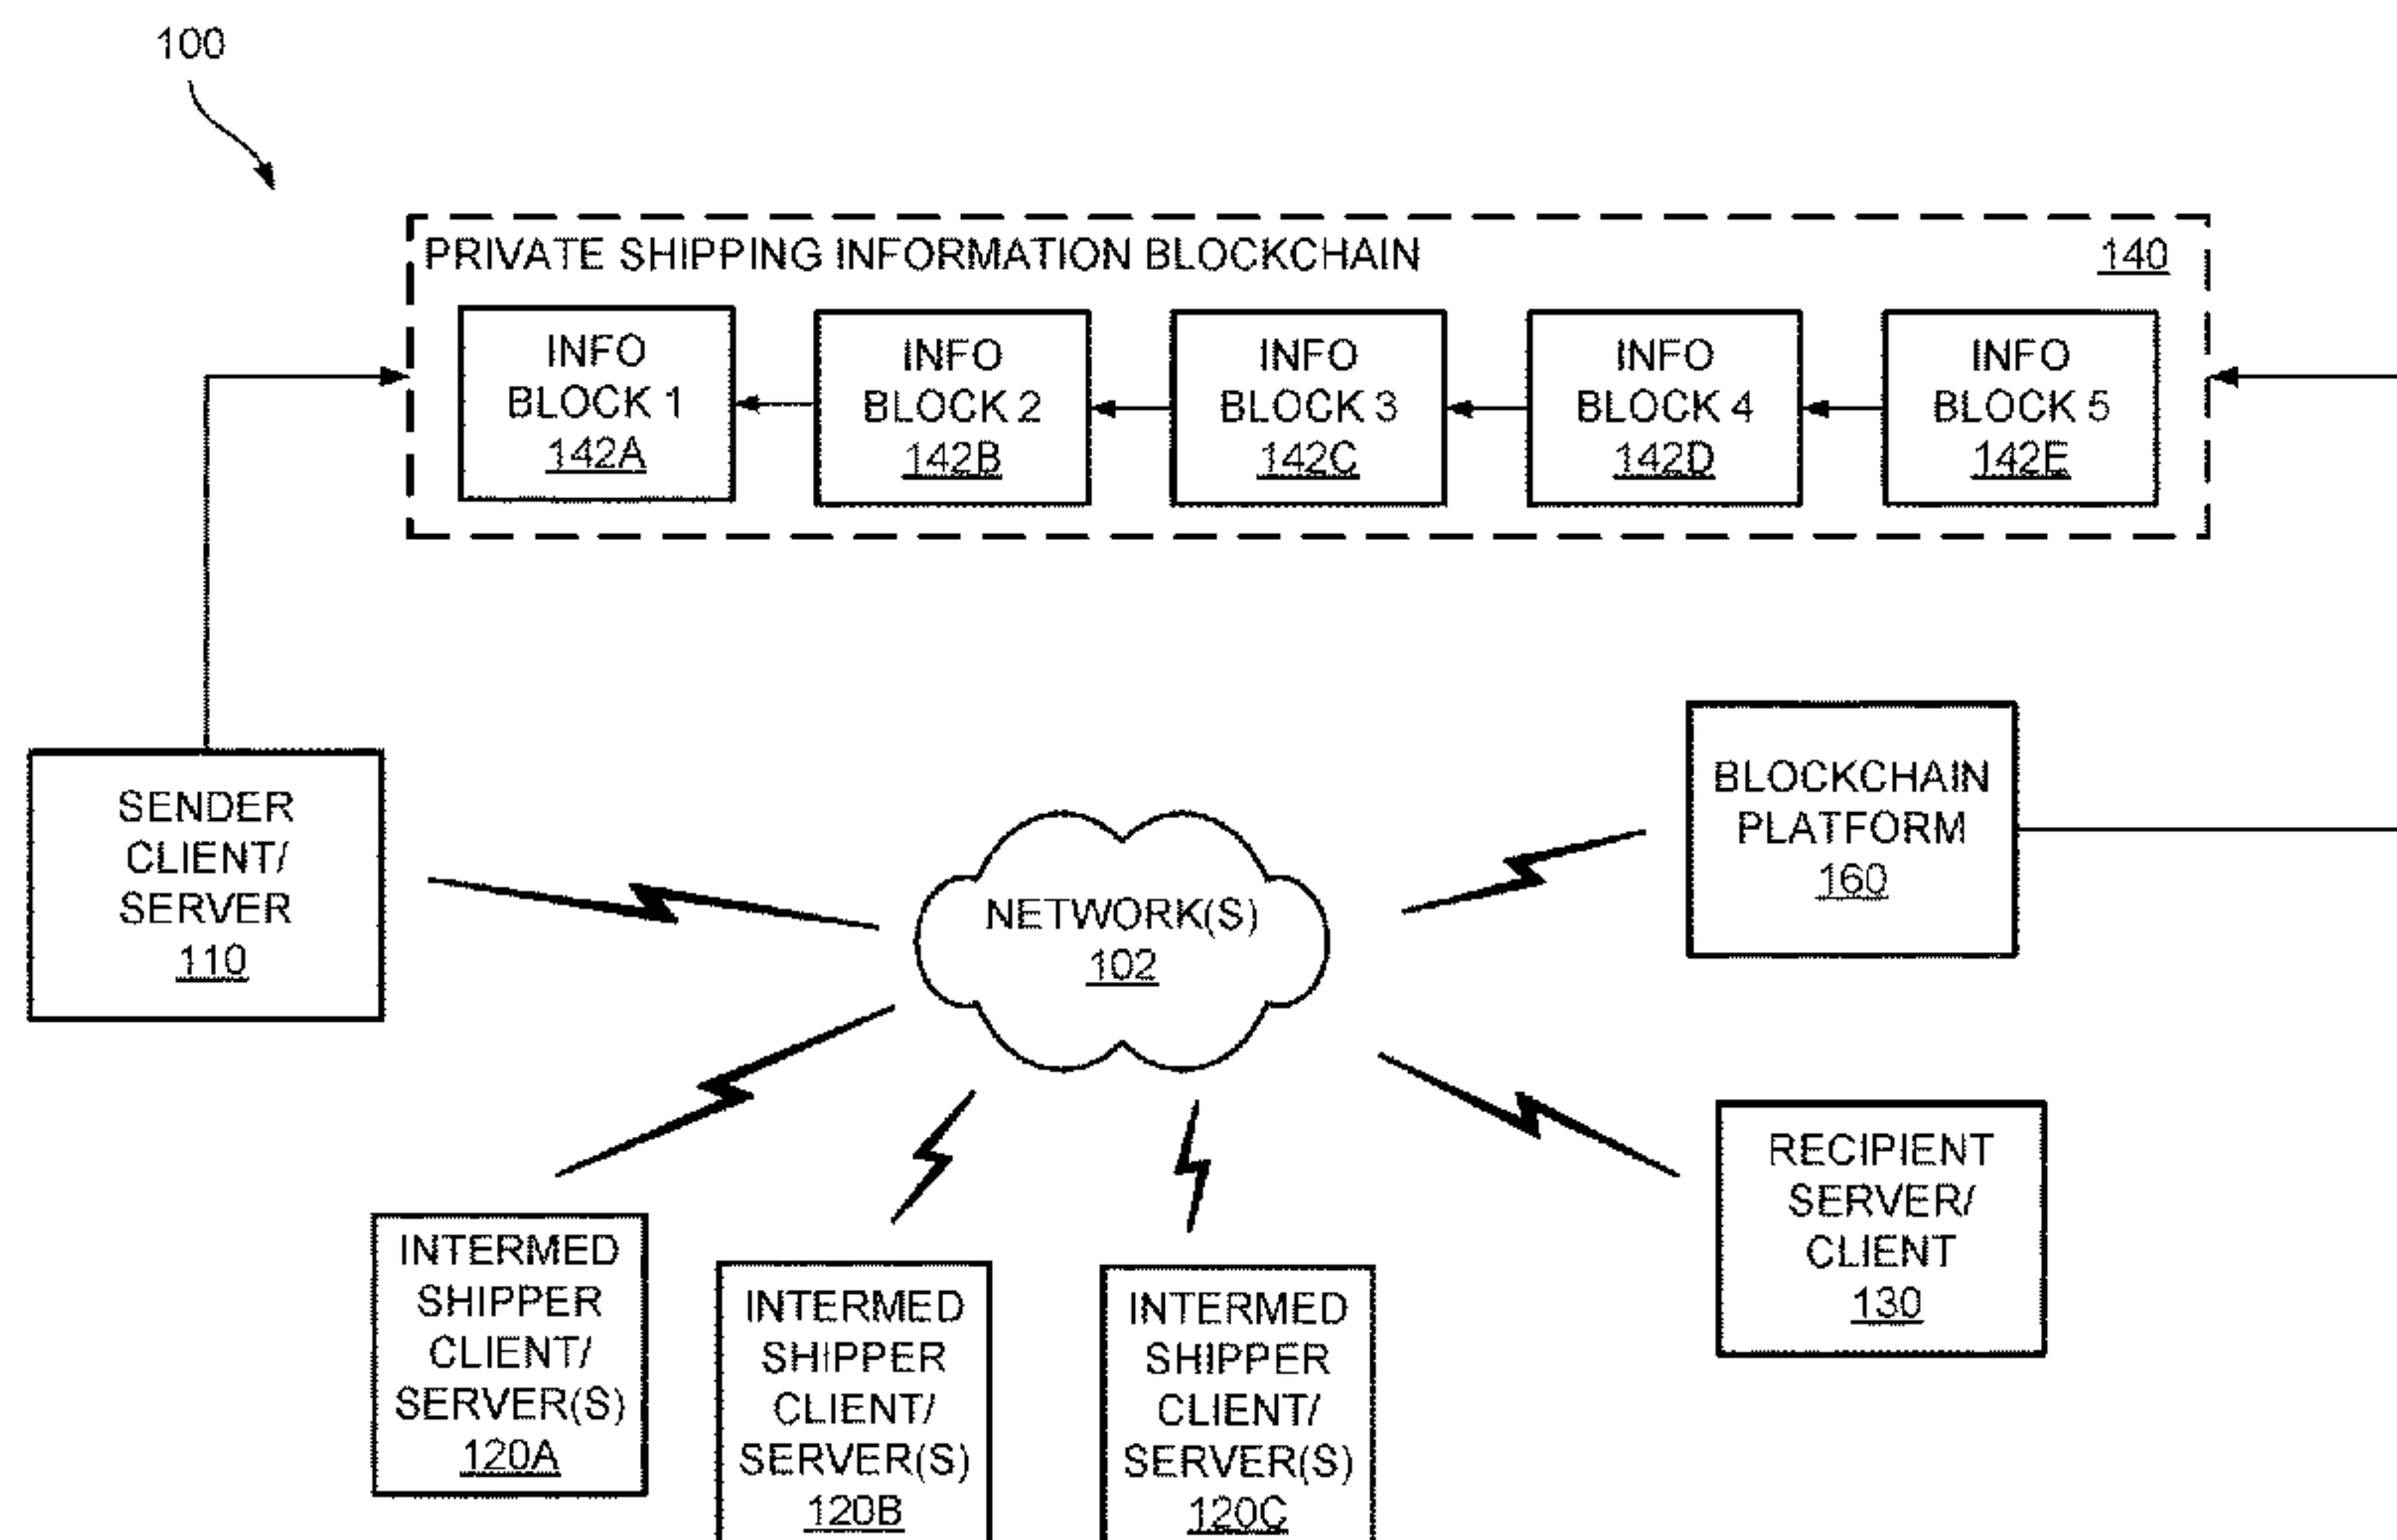 100
PRIVATE SHIPPING INFORMATION BLOCKCHAIN
140
INFO
BLOCK 1
142A
INFO
BLOCK 2
142B
INFO
BLOCK 3
142C
INFO
BLOCK 4
142D
INFO
BLOCK 5
142E
SENDER
CLIENT/
SERVER
110
NETWORK(S)
102
BLOCKCHAIN
PLATFORM
160
RECIPIENT
SERVER/
CLIENT
130
INTERMED
SHIPPER
CLIENT/
SERVER(S)
120A
INTERMED
SHIPPER
CLIENT/
SERVER(S)
120B
INTERMED
SHIPPER
CLIENT/
SERVER(S)
120C